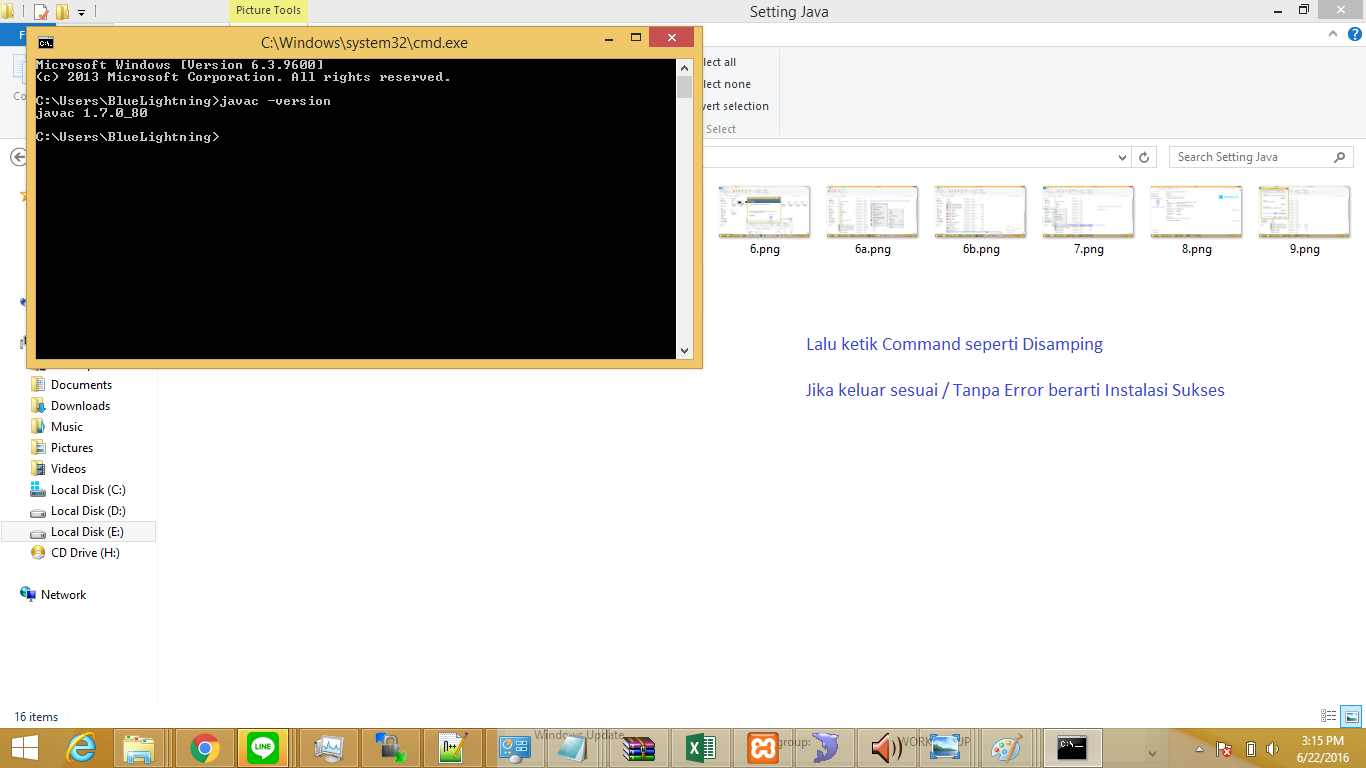 Picture Tools
Setting Java
F
C:\Windows\system32\cmd.exe
Microsoft Windows [Version 6.3.9600]
(c) 2013 Microsoft Corporation. All rights reserved.
C:\Users\BlueLightning>javac -version
javac 1.7.0_80
C:\Users\BlueLightning>
Co
lect all
lect none
vert selection
Select
Search Setting Java
6.png
6a.png
6b.png
7.png
8.png
9.png
Lalu ketik Command seperti Disamping
Jika keluar sesuai / Tanpa Error berarti Instalasi Sukses
Documents
Downloads
Music
Pictures
Videos
Local Disk (C:)
Local Disk (D:)
Local Disk (E:)
CD Drive (H:)
Network
16 items
Windows Update
LINE
group:
3:15 PM
6/22/2016